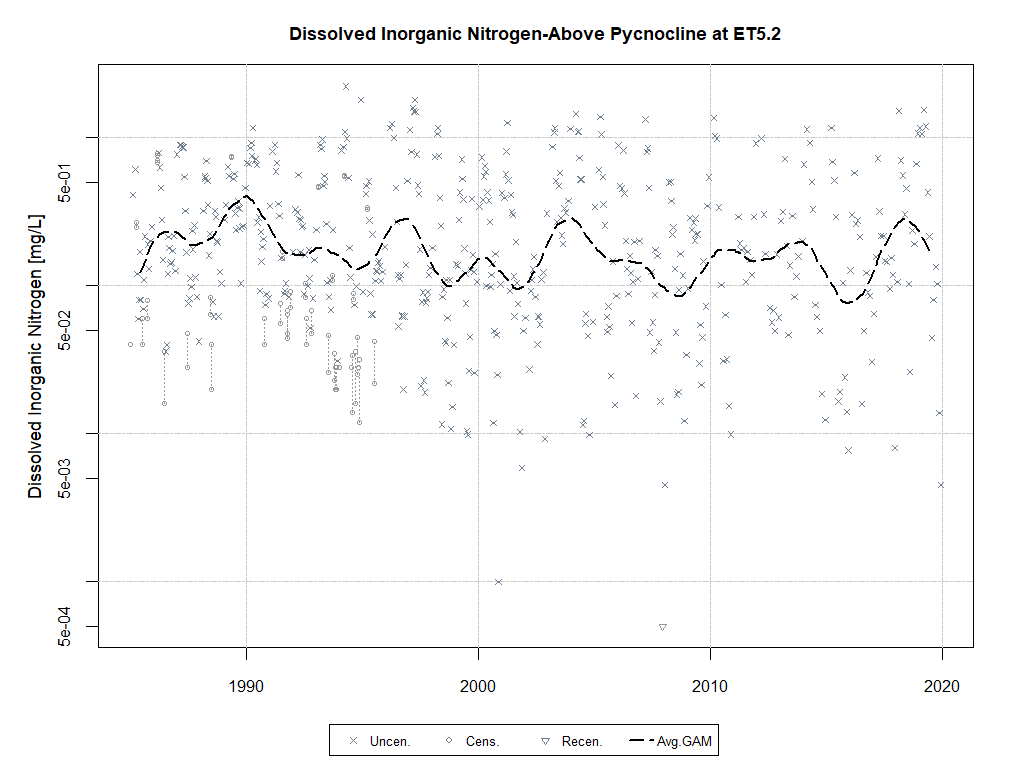 Dissolved Inorganic Nitrogen-Above Pycnocline at ET5.2
Dissolved Inorganic Nitrogen [mg/L]
5e-01
5e-02
5e-03
5e-04
1990 2000 2010 2020
Uncen. Cens. Recen. Avg.GAM